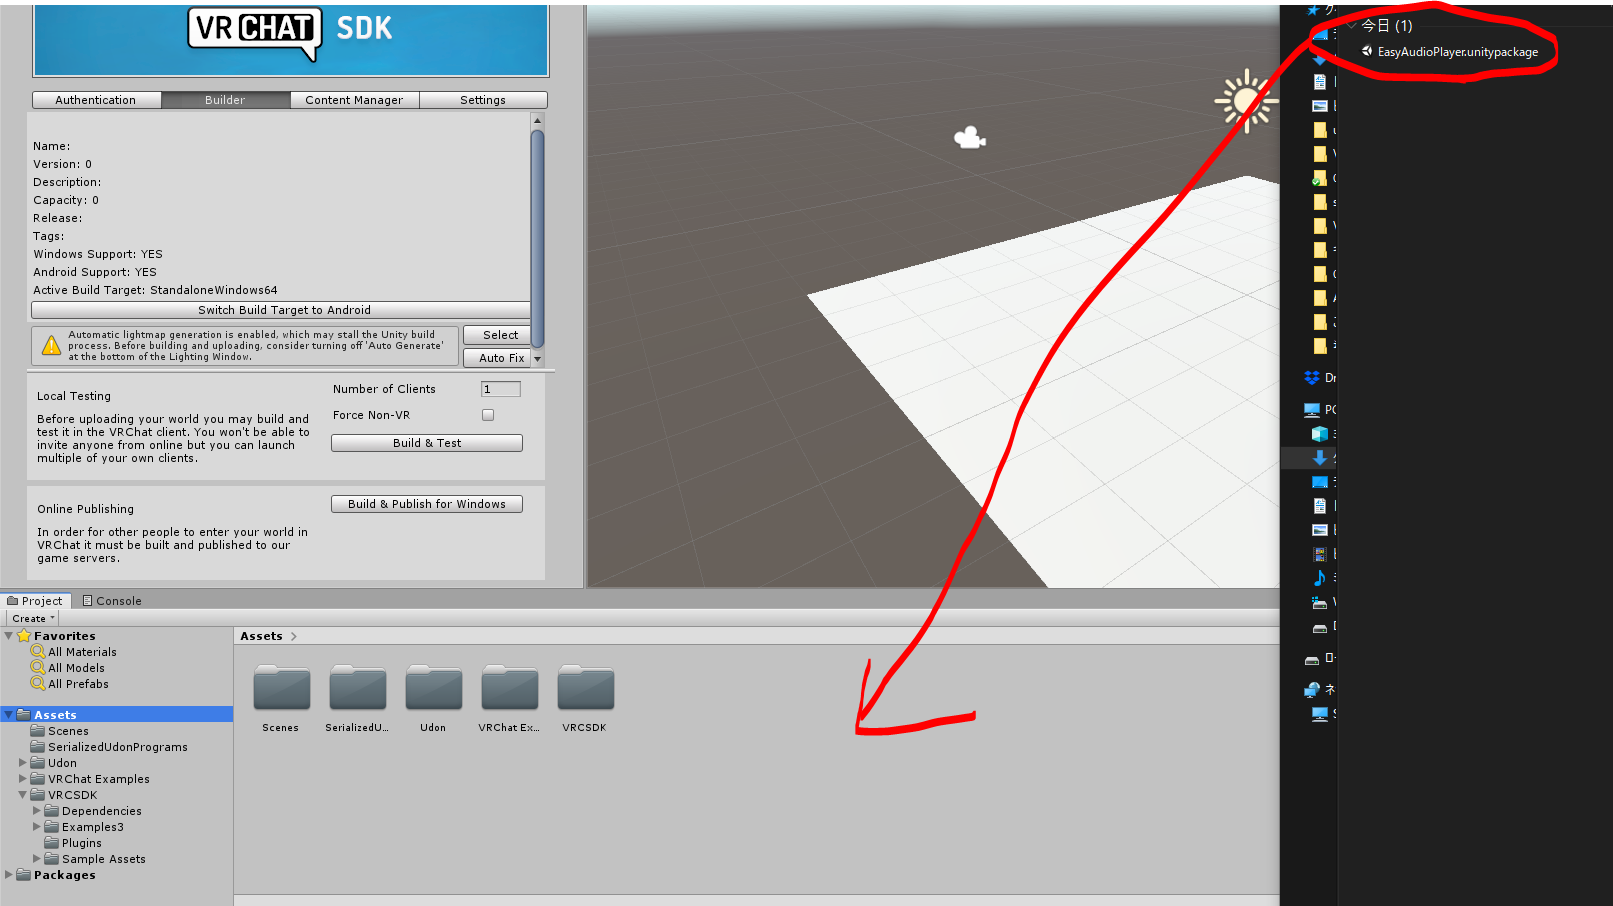 VRCHAT SDK
Authentication
Builder
Content Manager
Settings
Name:
Version: 0
Description:
Capacity: 0
Release:
Tags:
Windows Support: YES
Android Support: YES
Active Build Target: StandaloneWindows64
Switch Build Target to Android
Automatic lightmap generation is enabled, which may stall the Unity build
process. Before building and uploading, consider turning off 'Auto Generate'
at the bottom of the Lighting Window.
Select
Auto Fix
Local Testing
Before uploading your world you may build and
test it in the VRChat client. You won't be able to
invite anyone from online but you can launch
multiple of your own clients.
Number of Clients
1
Force Non-VR
Build & Test
Online Publishing
In order for other people to enter your world in
VRChat it must be built and published to our
game servers.
Build & Publish for Windows
Project
Console
Create
Favorites
All Materials
All Models
All Prefabs
Assets
Scenes
SerializedUdonPrograms
Udon
VRChat Examples
VRCSDK
Dependencies
Examples3
Plugins
Sample Assets
Packages
Assets
Scenes
SerializedU...
Udon
VRChat Ex...
VRCSDK
今日 (1)
EasyAudioPlayer.unitypackage
PC